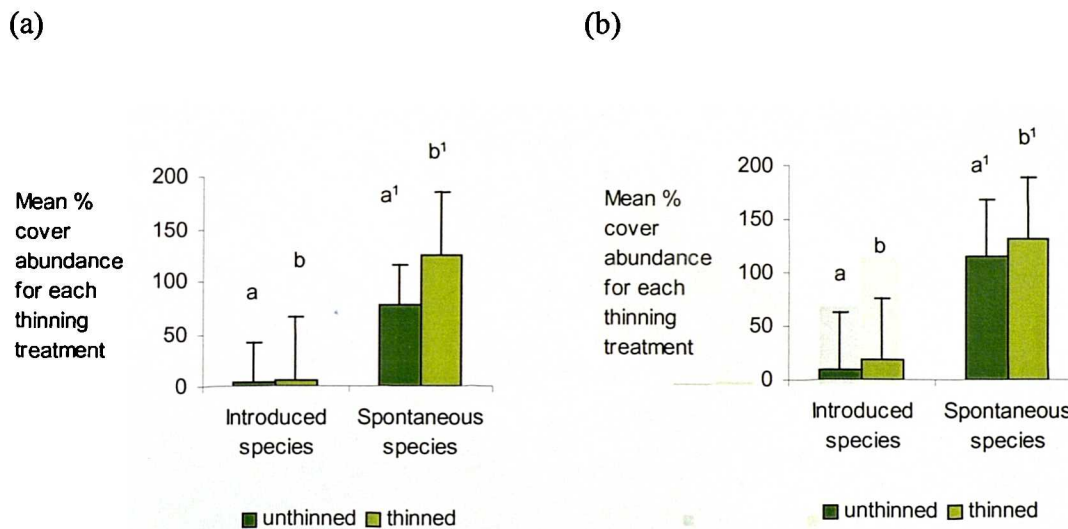 (a)
Mean %
cover
abundance
for each
thinning
treatment
200
150
100
50
0
a
b
a¹
b¹
Introduced
species
Spontaneous
species
unthinned
thinned
(b)
Mean %
cover
abundance
for each
thinning
treatment
200
150
100
50
0
a
b
a¹
b¹
Introduced
species
Spontaneous
species
unthinned
thinned